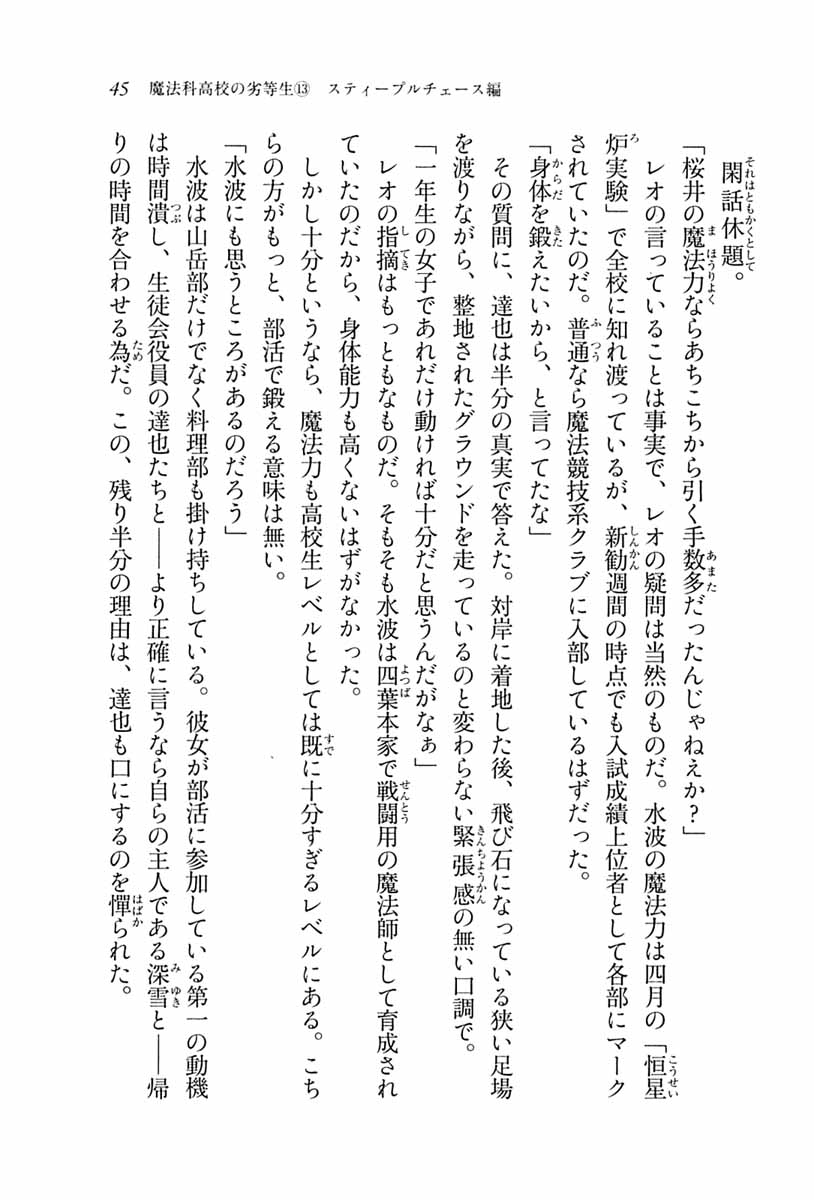 45　魔法科高校の劣等生⑬　スティープルチェース編
閑話休題。
「桜井の魔法力ならあちこちから引く手数多だったんじゃねえか？」
レオの言っていることは事実で、レオの疑問は当然のものだ。水波の魔法力は四月の「恒星
炉実験」で全校に知れ渡っているが、新勧週間の時点でも入試成績上位者として各部にマーク
されていたのだ。普通なら魔法競技系クラブに入部しているはずだった。
「身体を鍛えたいから、と言ってたな」
その質問に、達也は半分の真実で答えた。対岸に着地した後、飛び石になっている狭い足場
を渡りながら、整地されたグラウンドを走っているのと変わらない緊張感の無い口調で。
「一年生の女子であれだけ動ければ十分だと思うんだがなぁ」
レオの指摘はもっともなものだ。そもそも水波は四葉本家で戦闘用の魔法師として育成され
ていたのだから、身体能力も高くないはずがなかった。
しかし十分というなら、魔法力も高校生レベルとしては既に十分すぎるレベルにある。こち
らの方がもっと、部活で鍛える意味は無い。
「水波にも思うところがあるのだろう」
水波は山岳部だけでなく料理部も掛け持ちしている。彼女が部活に参加している第一の動機
は時間潰し、生徒会役員の達也たちと――より正確に言うなら自らの主人である深雪と――帰
りの時間を合わせる為だ。この、残り半分の理由は、達也も口にするのを憚られた。